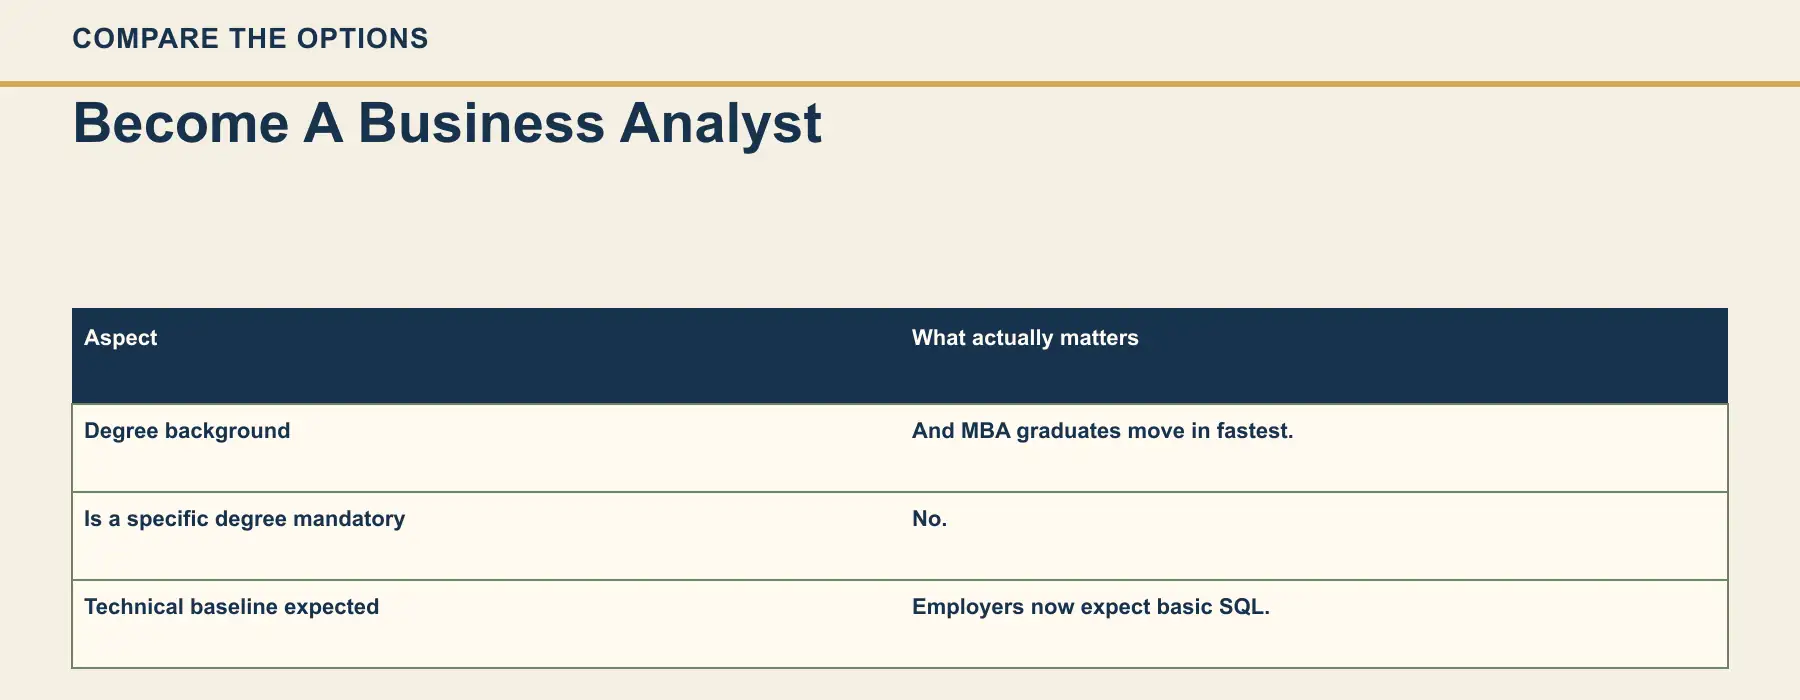 COMPARE THE OPTIONS
Become A Business Analyst
Aspect What actually matters
Degree background And MBA graduates move in fastest.
Is a specific degree mandatory No.
Technical baseline expected Employers now expect basic SQL.